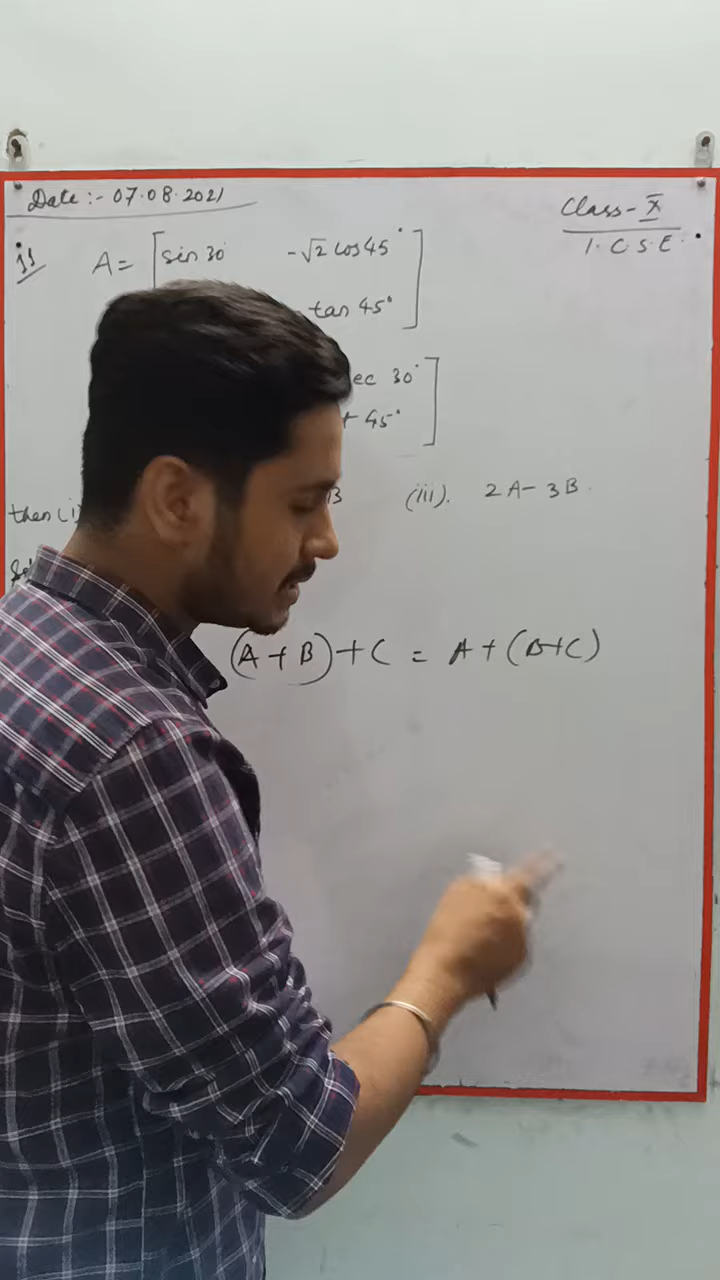 Date :- 07.08.2021
Class - X
I.C.S.E.
A = [ sin 30° -√2 cos 45° ]
tan 45°
ec 30°
45°
then (i) B (iii). 2A - 3B.
(A + B) + C = A + (B+C)